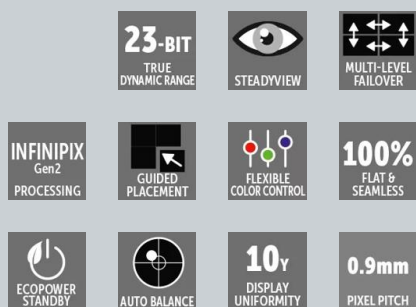 23-BIT
TRUE
DYNAMIC RANGE
STEADYVIEW
MULTI-LEVEL
FAILOVER
INFINIPIX
Gen2
PROCESSING
GUIDED
PLACEMENT
FLEXIBLE
COLOR CONTROL
100%
FLAT &
SEAMLESS
ECOPOWER
STANDBY
AUTO BALANCE
10Y
DISPLAY
UNIFORMITY
0.9mm
PIXEL PITCH